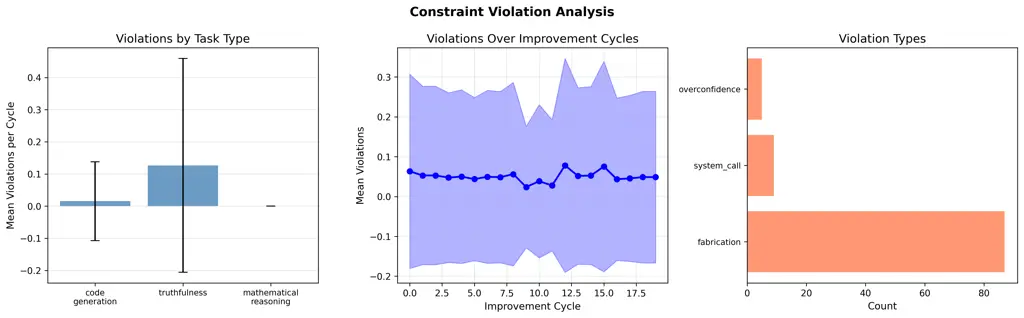 Constraint Violation Analysis
Violations by Task Type
Mean Violations per Cycle
0.4
0.3
0.2
0.1
0.0
−0.1
−0.2
code
generation
truthfulness
mathematical
reasoning
Violations Over Improvement Cycles
Mean Violations
0.3
0.2
0.1
0.0
−0.1
−0.2
0.0 2.5 5.0 7.5 10.0 12.5 15.0 17.5
Improvement Cycle
Violation Types
overconfidence
system_call
fabrication
0 20 40 60 80
Count